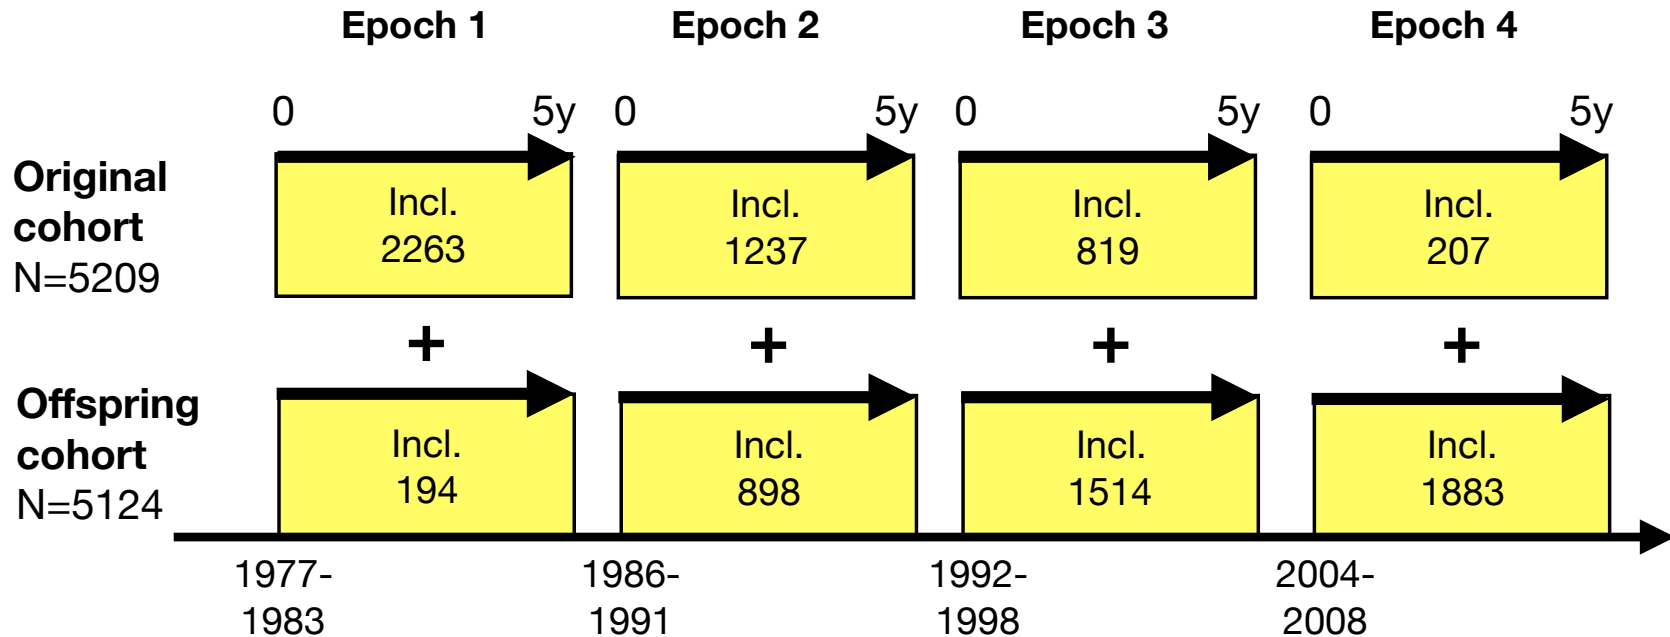 Epoch 1 Epoch 2 Epoch 3 Epoch 4
0 5y 0 5y 0 5y 0 5y
Original
cohort
N=5209
Incl.
2263
Incl.
1237
Incl.
819
Incl.
207
+ + + +
Offspring
cohort
N=5124
Incl.
194
Incl.
898
Incl.
1514
Incl.
1883
1977-
1983
1986-
1991
1992-
1998
2004-
2008